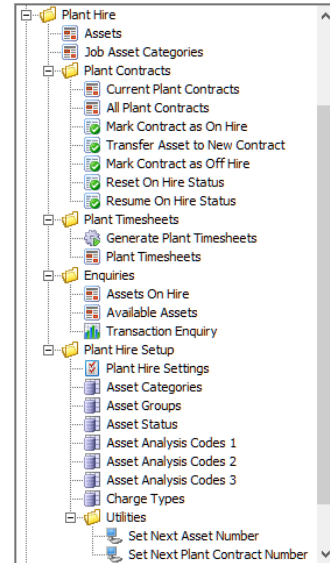 Plant Hire
Assets
Job Asset Categories
Plant Contracts
Current Plant Contracts
All Plant Contracts
Mark Contract as On Hire
Transfer Asset to New Contract
Mark Contract as Off Hire
Reset On Hire Status
Resume On Hire Status
Plant Timesheets
Generate Plant Timesheets
Plant Timesheets
Enquiries
Assets On Hire
Available Assets
Transaction Enquiry
Plant Hire Setup
Plant Hire Settings
Asset Categories
Asset Groups
Asset Status
Asset Analysis Codes 1
Asset Analysis Codes 2
Asset Analysis Codes 3
Charge Types
Utilities
Set Next Asset Number
Set Next Plant Contract Number